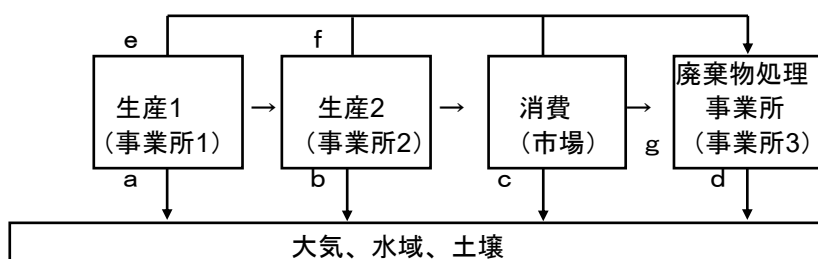 e
f
生産1
（事業所1）
→
生産2
（事業所2）
→
消費
（市場）
→
g
廃棄物処理
事業所
（事業所3）
a
b
c
d
大気、水域、土壌